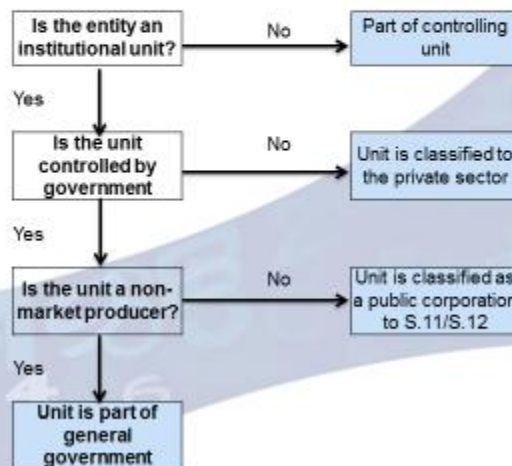 Is the entity an
institutional unit?
No
Part of controlling
unit
Yes
Is the unit
controlled by
government
No
Unit is classified to
the private sector
Yes
Is the unit a non-
market producer?
No
Unit is classified as
a public corporation
to S.11/S.12
Yes
Unit is part of
general
government